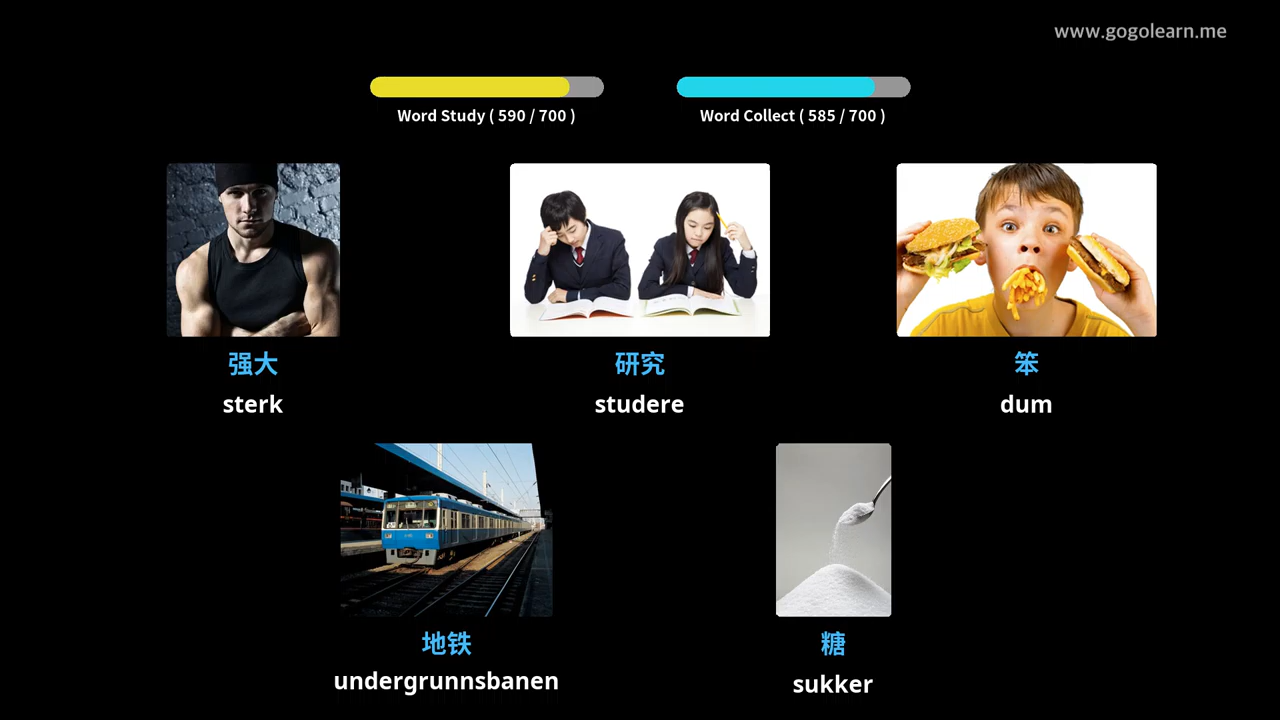 www.gogolearn.me
Word Study ( 590 / 700 )
Word Collect ( 585 / 700 )
强大
sterk
研究
studere
笨
dum
地铁
undergrunnsbanen
糖
sukker